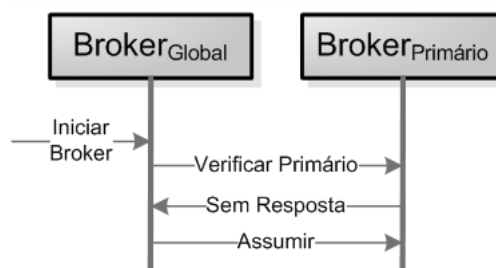 BrokerGlobal
BrokerPrimário
Iniciar
Broker
Verificar Primário
Sem Resposta
Assumir